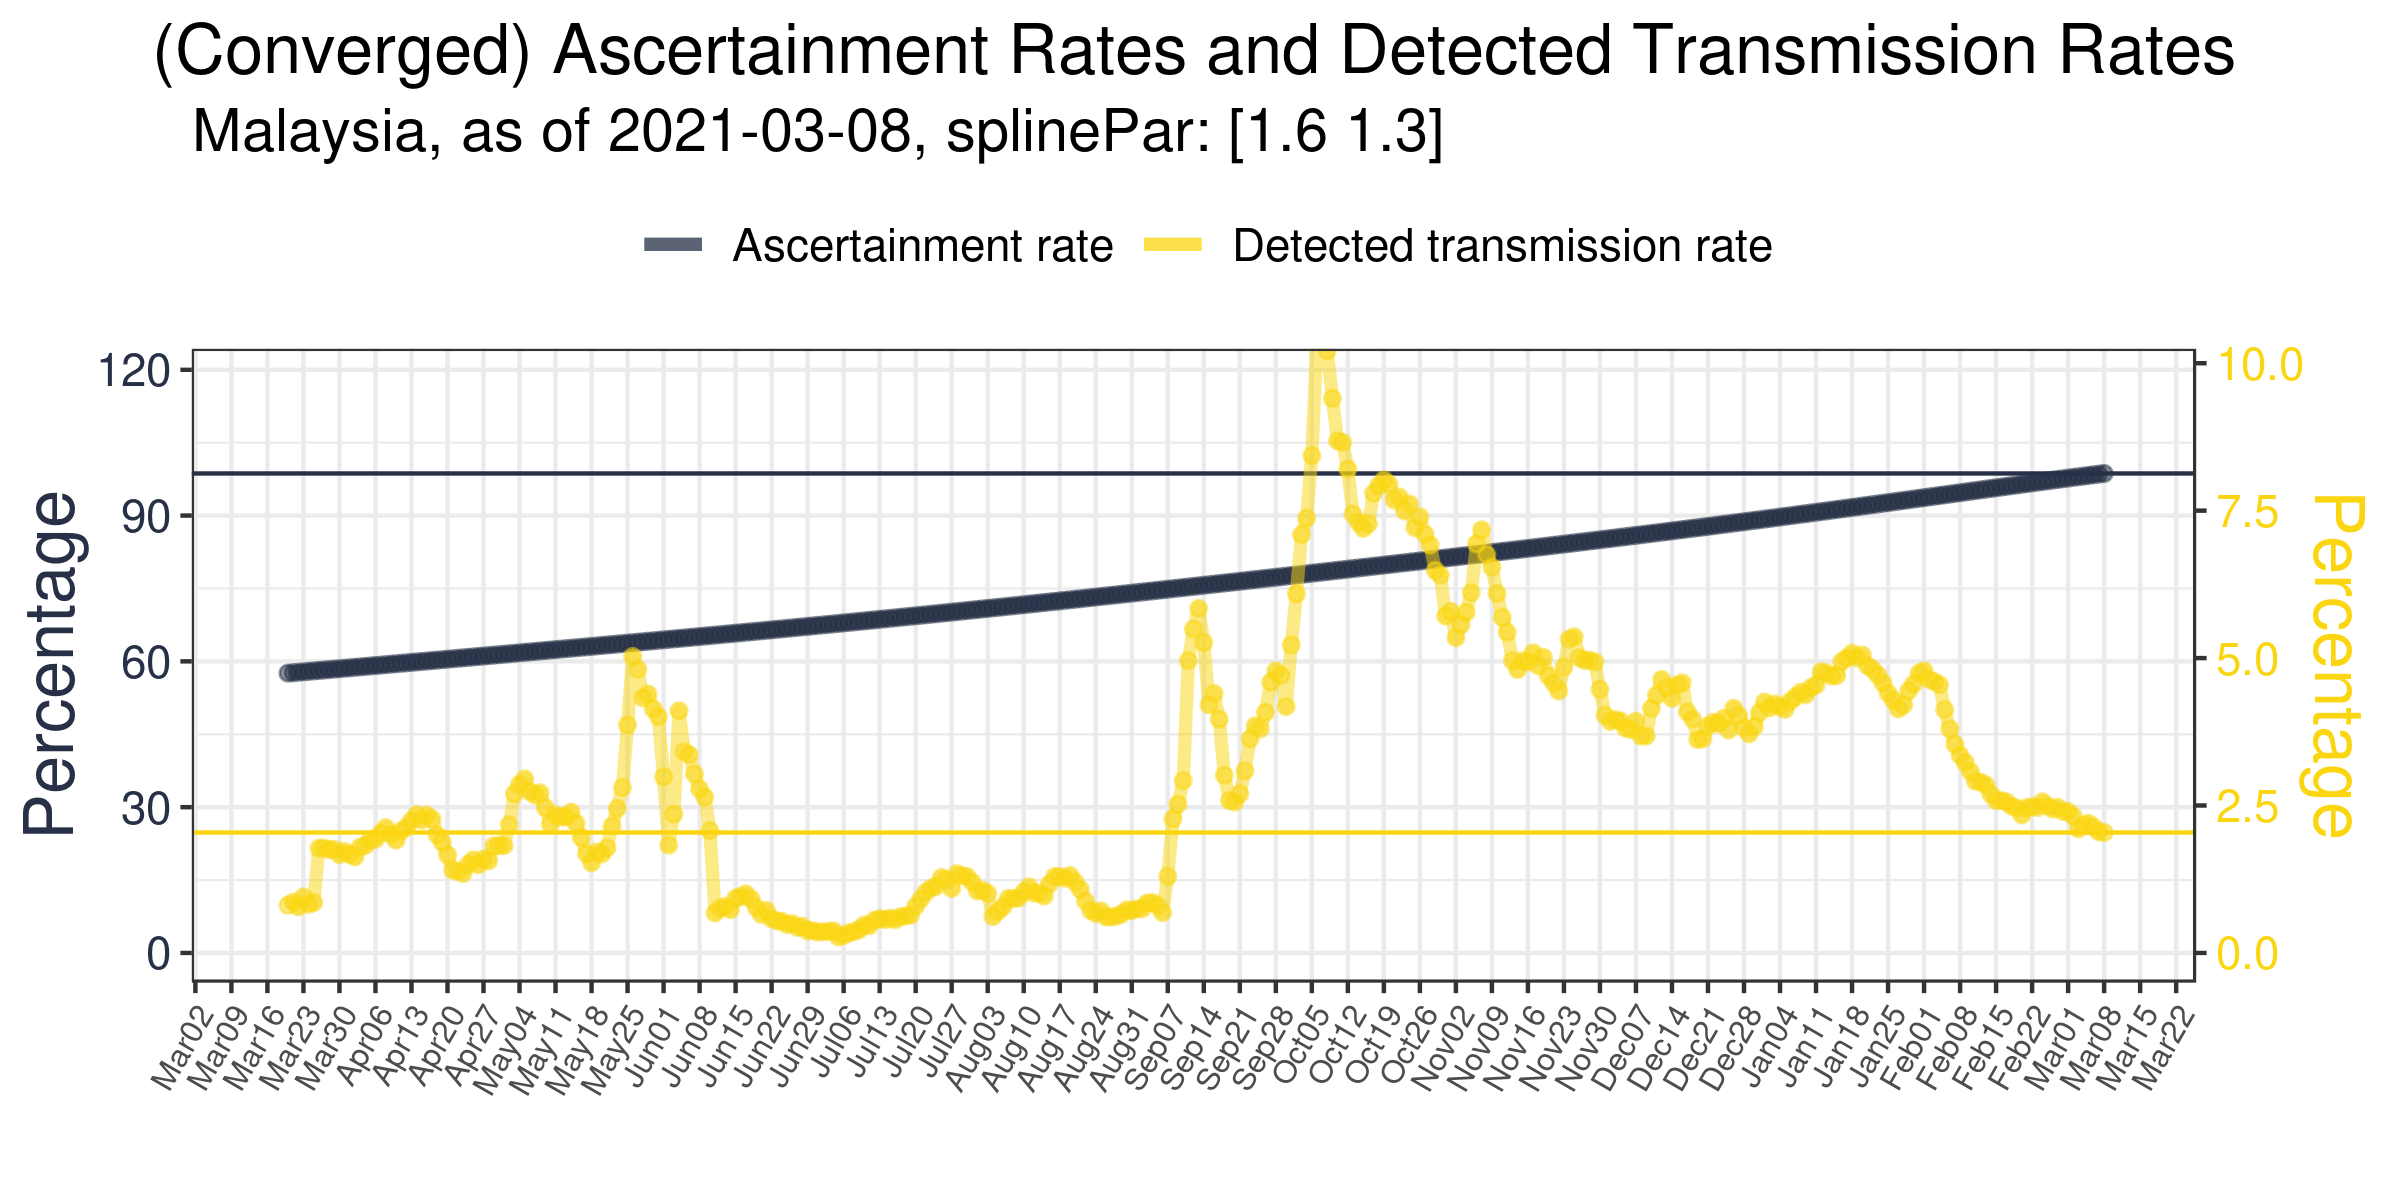 (Converged) Ascertainment Rates and Detected Transmission Rates
Malaysia, as of 2021-03-08, splinePar: [1.6 1.3]
Ascertainment rate
Detected transmission rate
Percentage
120
90
60
30
0
10.0
7.5
5.0
2.5
0.0
Percentage
Mar02
Mar09
Mar16
Mar23
Mar30
Apr06
Apr13
Apr20
Apr27
May04
May11
May18
May25
Jun01
Jun08
Jun15
Jun22
Jun29
Jul06
Jul13
Jul20
Jul27
Aug03
Aug10
Aug17
Aug24
Aug31
Sep07
Sep14
Sep21
Sep28
Oct05
Oct12
Oct19
Oct26
Nov02
Nov09
Nov16
Nov23
Nov30
Dec07
Dec14
Dec21
Dec28
Jan04
Jan11
Jan18
Jan25
Feb01
Feb08
Feb15
Feb22
Mar01
Mar08
Mar15
Mar22